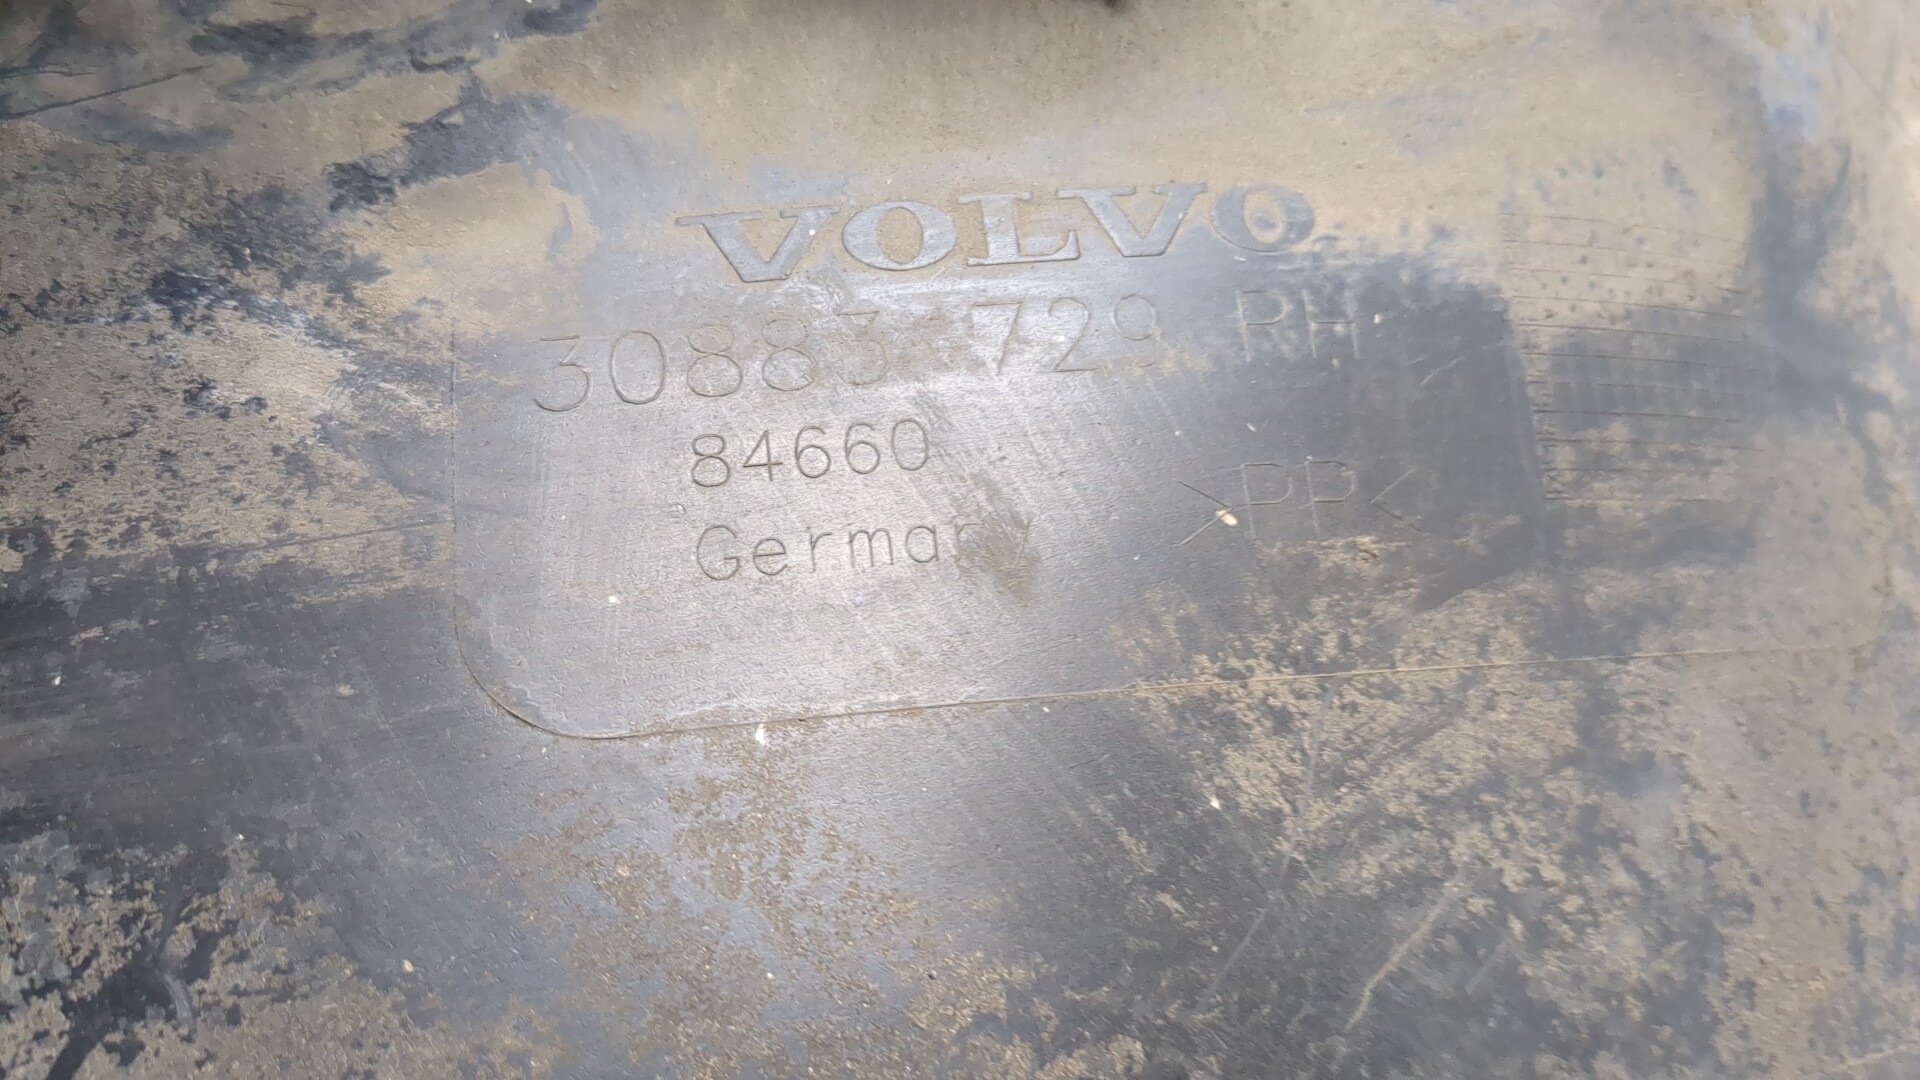 VOLVO
30883 729 RH
84660
Germany
>PP<